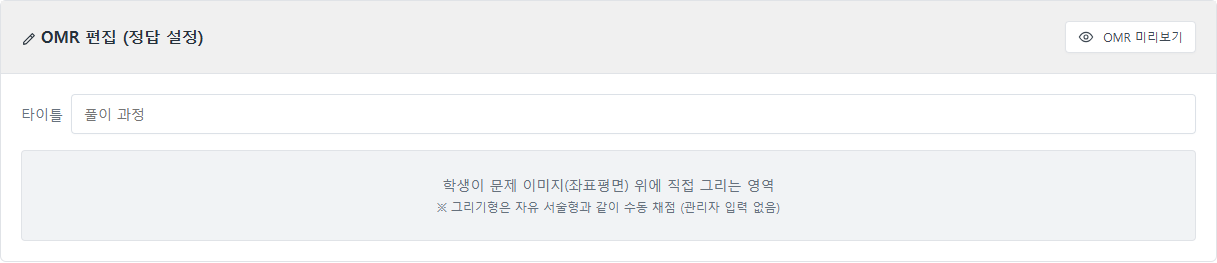 OMR 편집 (정답 설정)
OMR 미리보기
타이틀
풀이 과정
학생이 문제 이미지(좌표평면) 위에 직접 그리는 영역
※ 그리기형은 자유 서술형과 같이 수동 채점 (관리자 입력 없음)